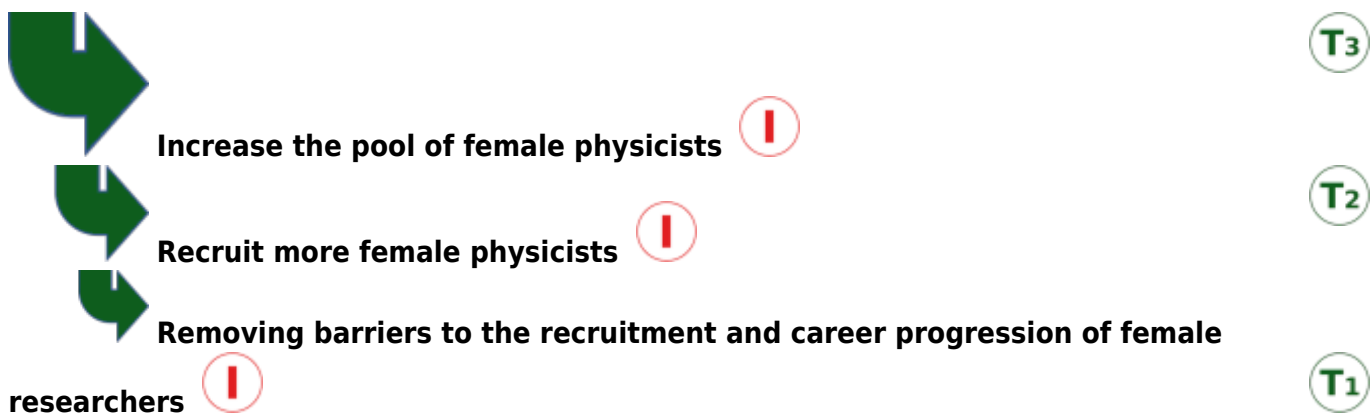 T3
Increase the pool of female physicists I
T2
Recruit more female physicists I
Removing barriers to the recruitment and career progression of female
researchers I T1